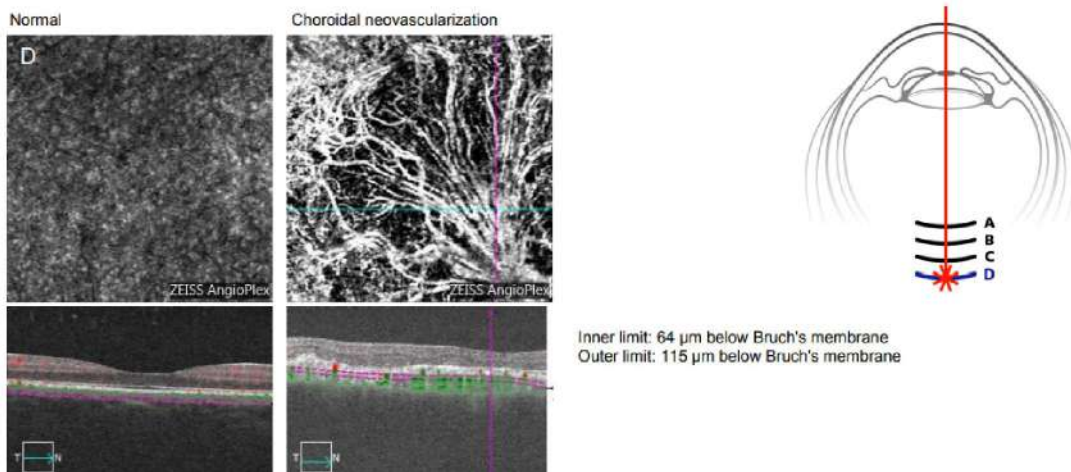 Normal
Choroidal neovascularization
D
ZEISS AngioPlex
ZEISS AngioPlex
A
B
C
D
Inner limit: 64 µm below Bruch's membrane
Outer limit: 115 µm below Bruch's membrane
T N
T N